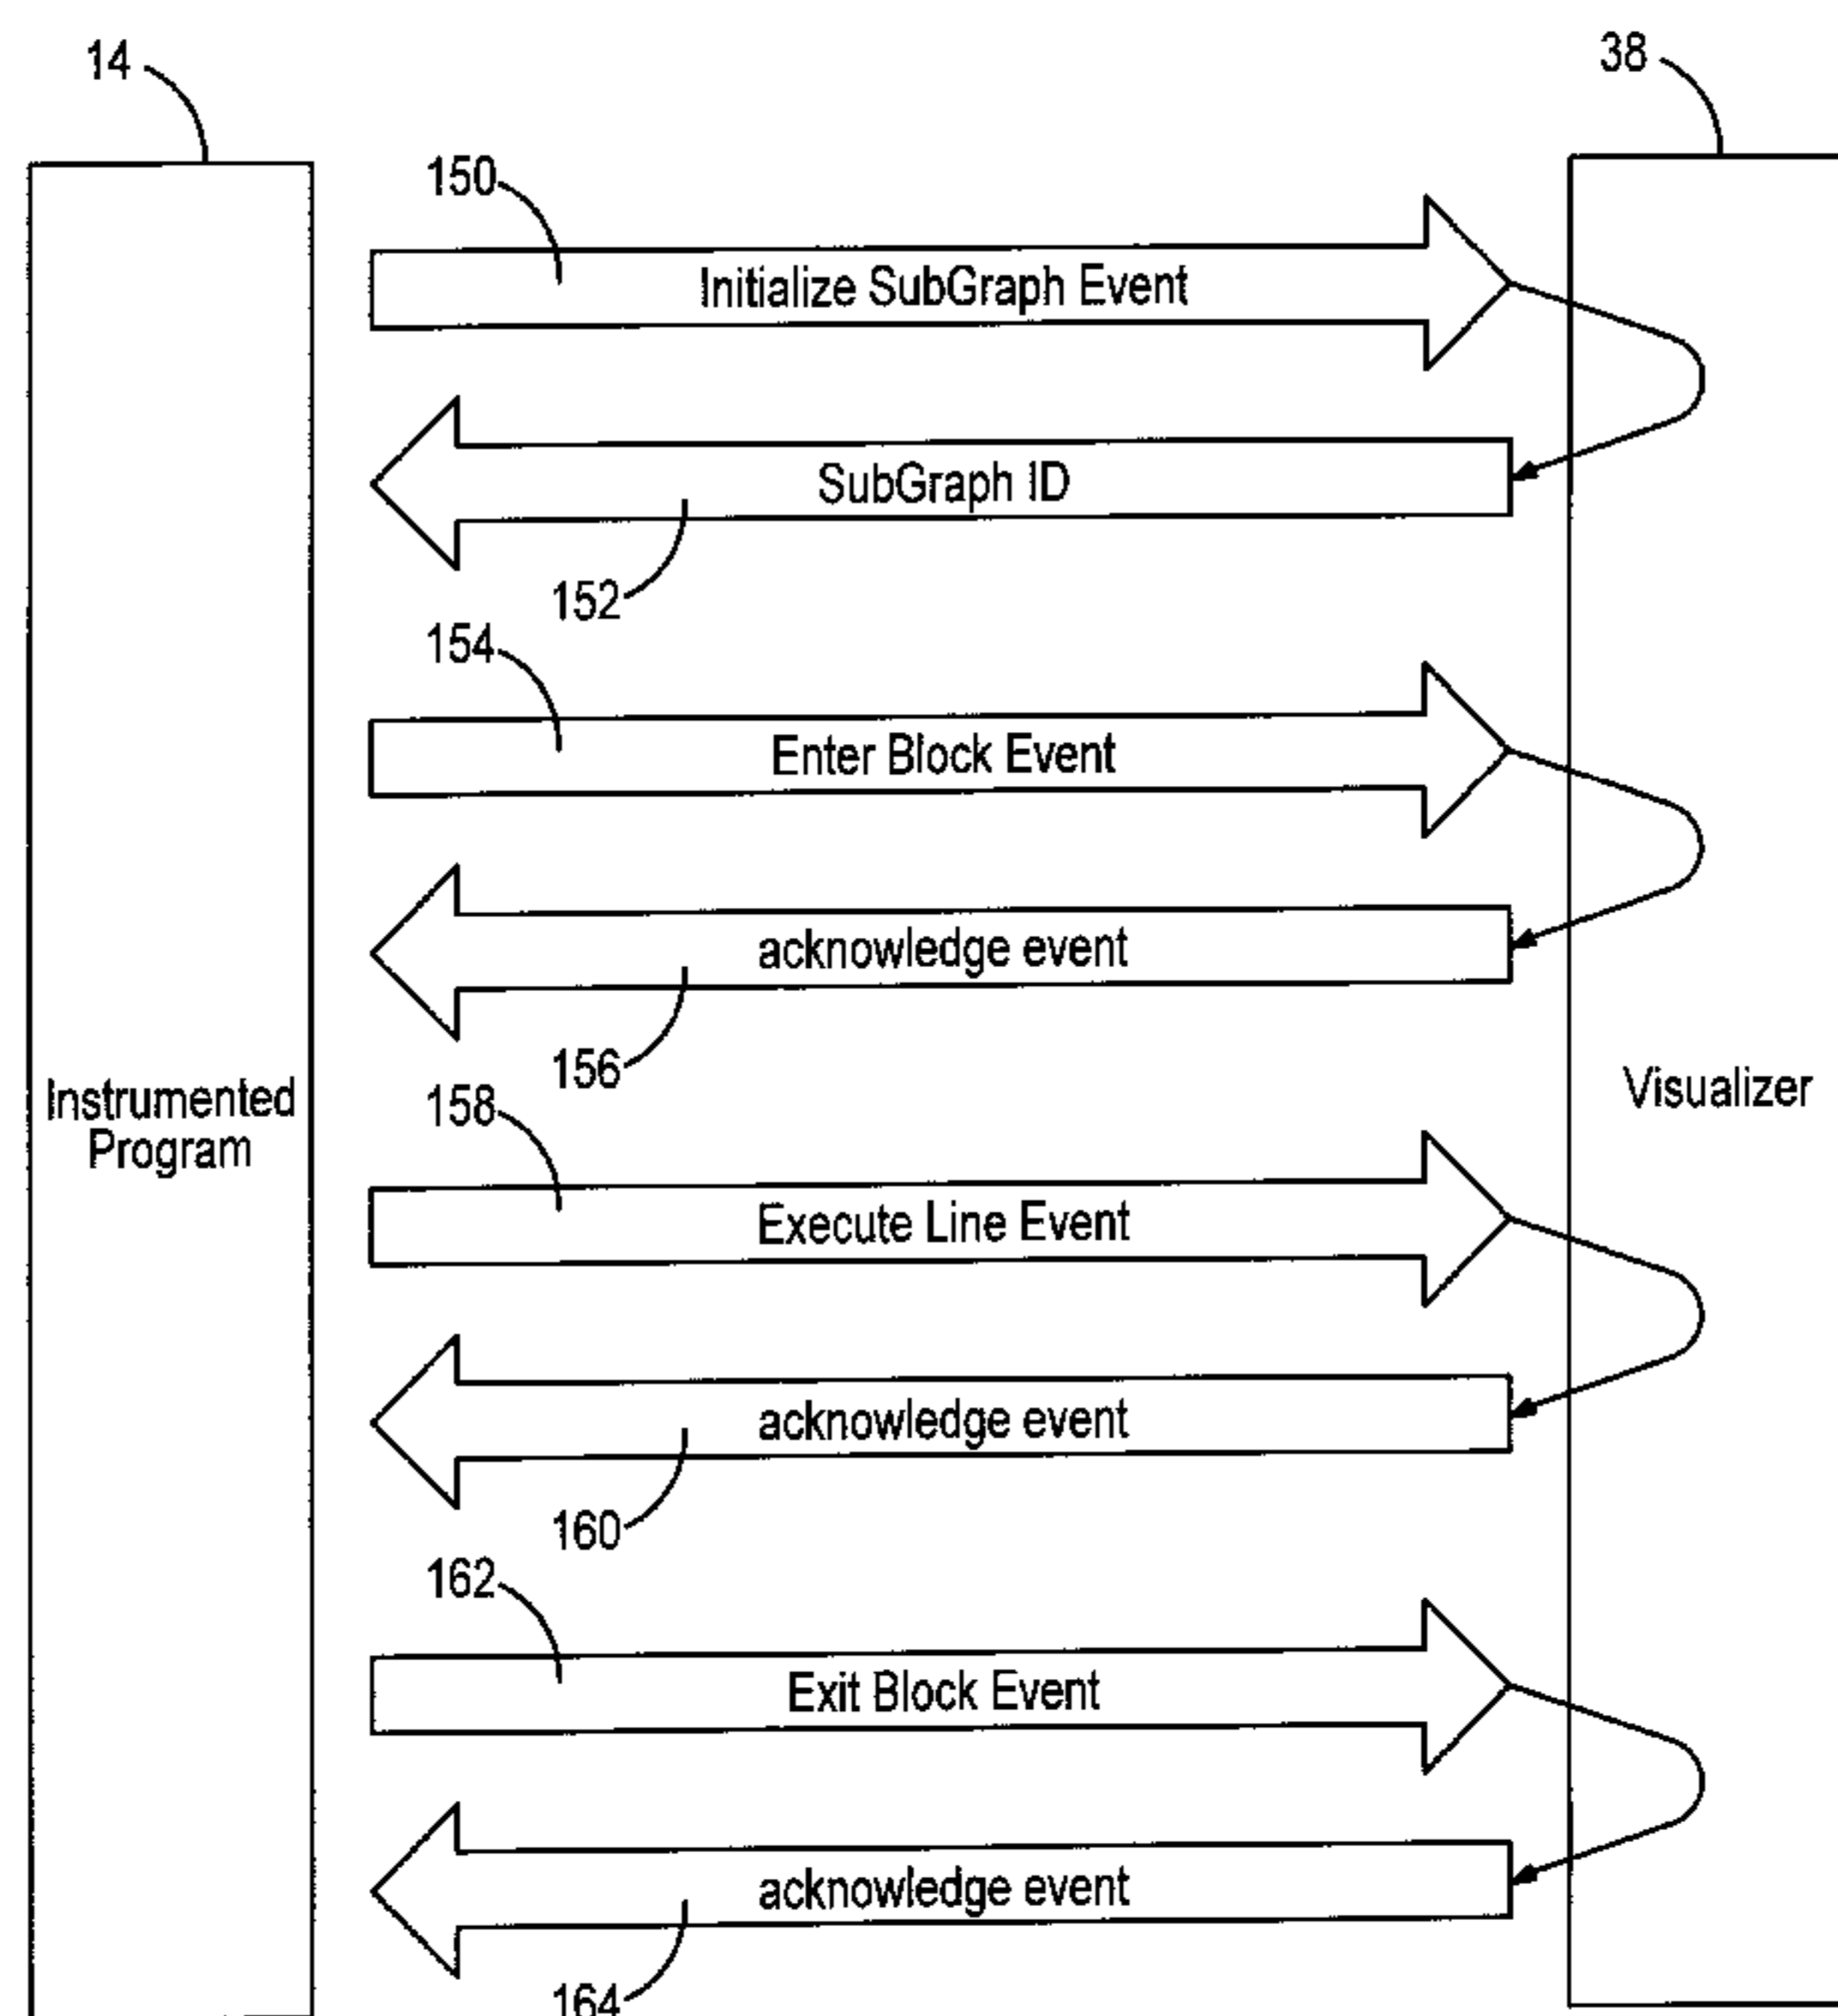 14
38
150
Initialize SubGraph Event
SubGraph ID
152
154
Enter Block Event
acknowledge event
156
Instrumented
Program
Visualizer
158
Execute Line Event
acknowledge event
160
162
Exit Block Event
acknowledge event
164